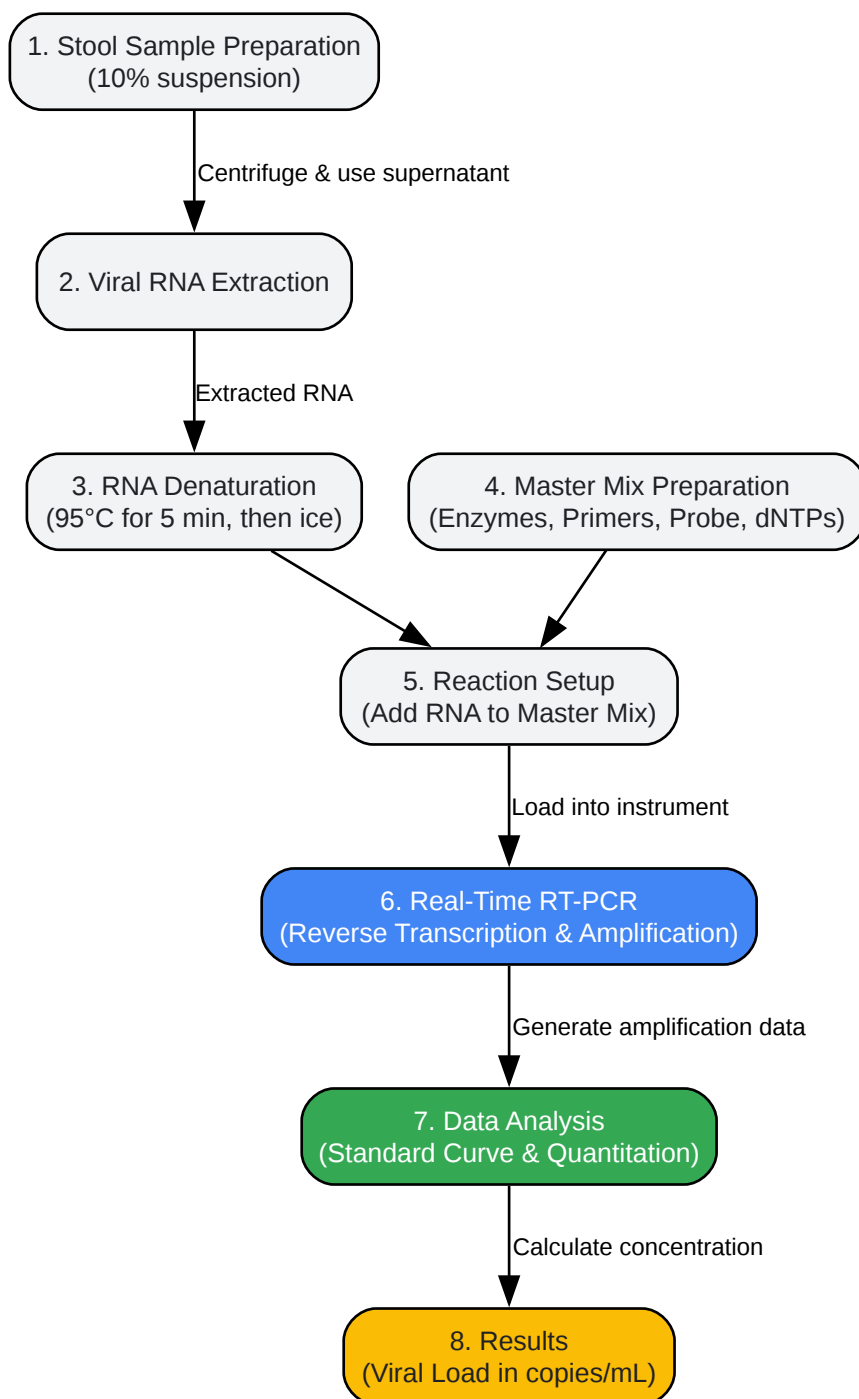 1. Stool Sample Preparation
(10% suspension)
Centrifuge & use supernatant
2. Viral RNA Extraction
Extracted RNA
3. RNA Denaturation
(95°C for 5 min, then ice)
4. Master Mix Preparation
(Enzymes, Primers, Probe, dNTPs)
5. Reaction Setup
(Add RNA to Master Mix)
Load into instrument
6. Real-Time RT-PCR
(Reverse Transcription & Amplification)
Generate amplification data
7. Data Analysis
(Standard Curve & Quantitation)
Calculate concentration
8. Results
(Viral Load in copies/mL)